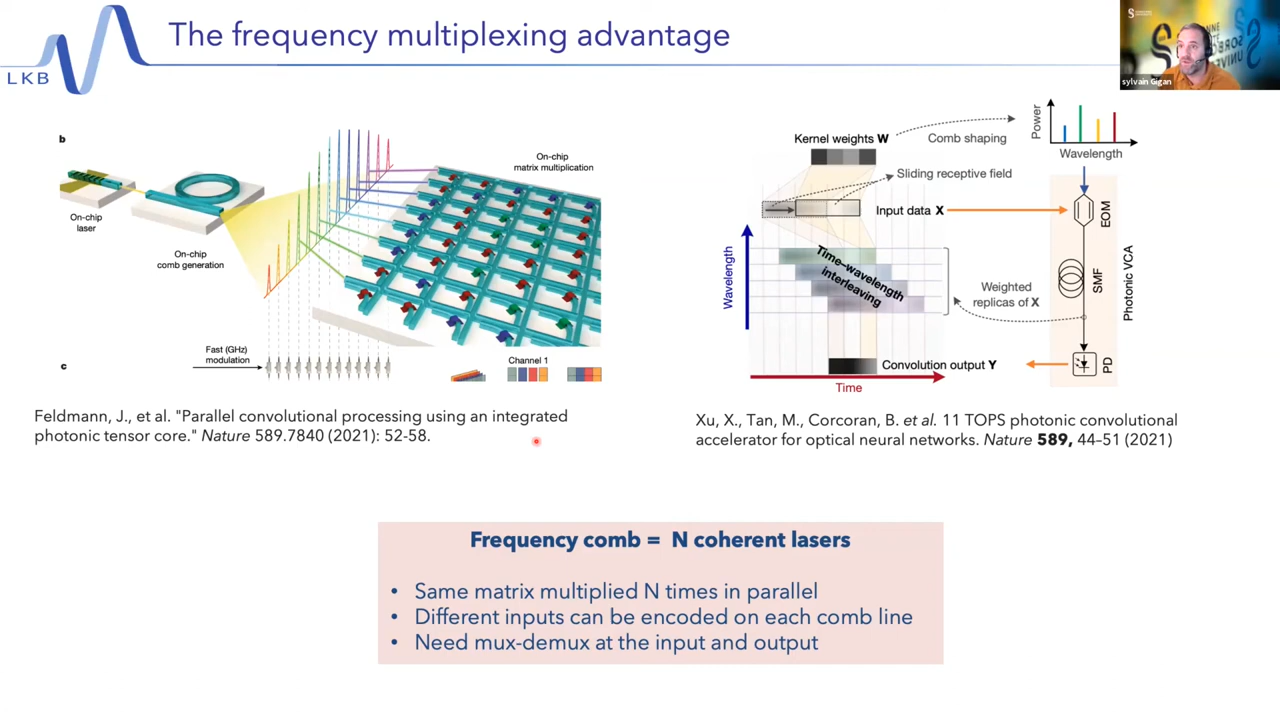 The frequency multiplexing advantage
LKB
SORBONNE
sylvain Gigan
b
On-chip
laser
On-chip
comb generation
On-chip
matrix multiplication
c
Fast (GHz)
modulation
Channel 1
Kernel weights W
Comb shaping
Power
Wavelength
Sliding receptive field
Input data X
EOM
Wavelength
Time–wavelength
interleaving
Weighted
replicas of X
SMF
Photonic VCA
Convolution output Y
PD
Time
Feldmann, J., et al. "Parallel convolutional processing using an integrated
photonic tensor core." Nature 589.7840 (2021): 52-58.
Xu, X., Tan, M., Corcoran, B. et al. 11 TOPS photonic convolutional
accelerator for optical neural networks. Nature 589, 44–51 (2021)
Frequency comb = N coherent lasers
• Same matrix multiplied N times in parallel
• Different inputs can be encoded on each comb line
• Need mux-demux at the input and output